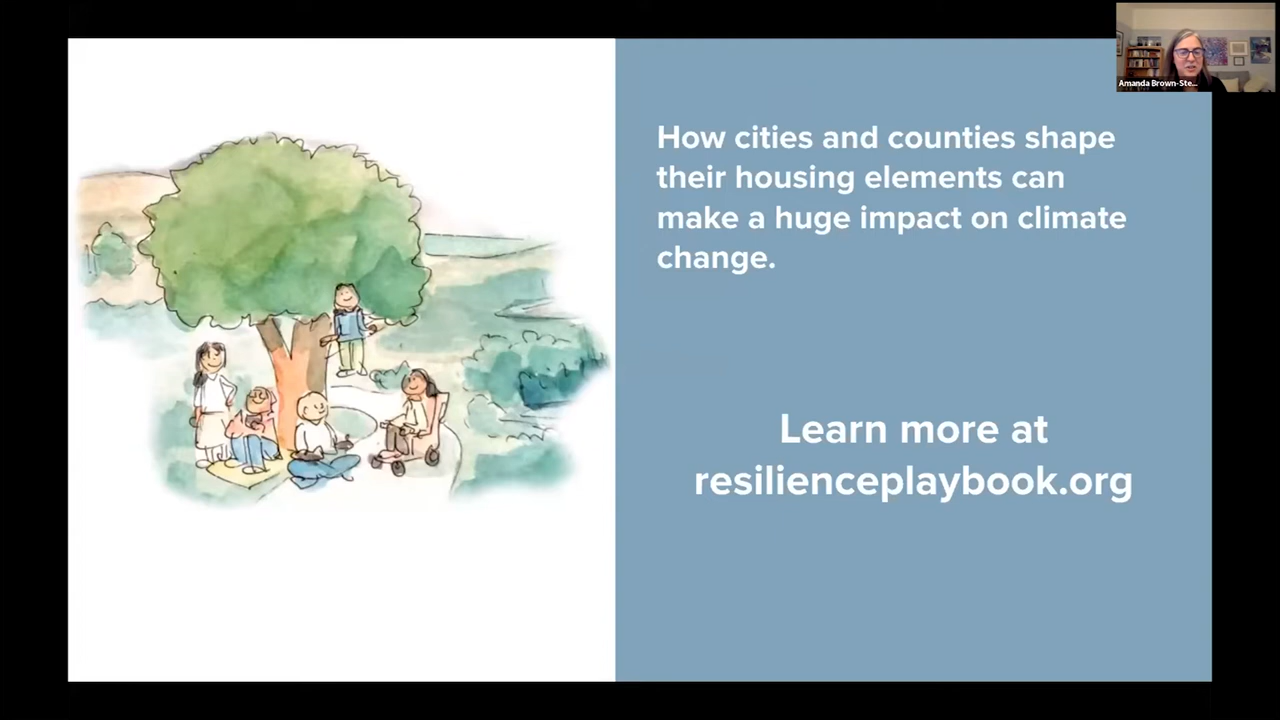 Amanda Brown-Ste...
How cities and counties shape
their housing elements can
make a huge impact on climate
change.
Learn more at
resilienceplaybook.org